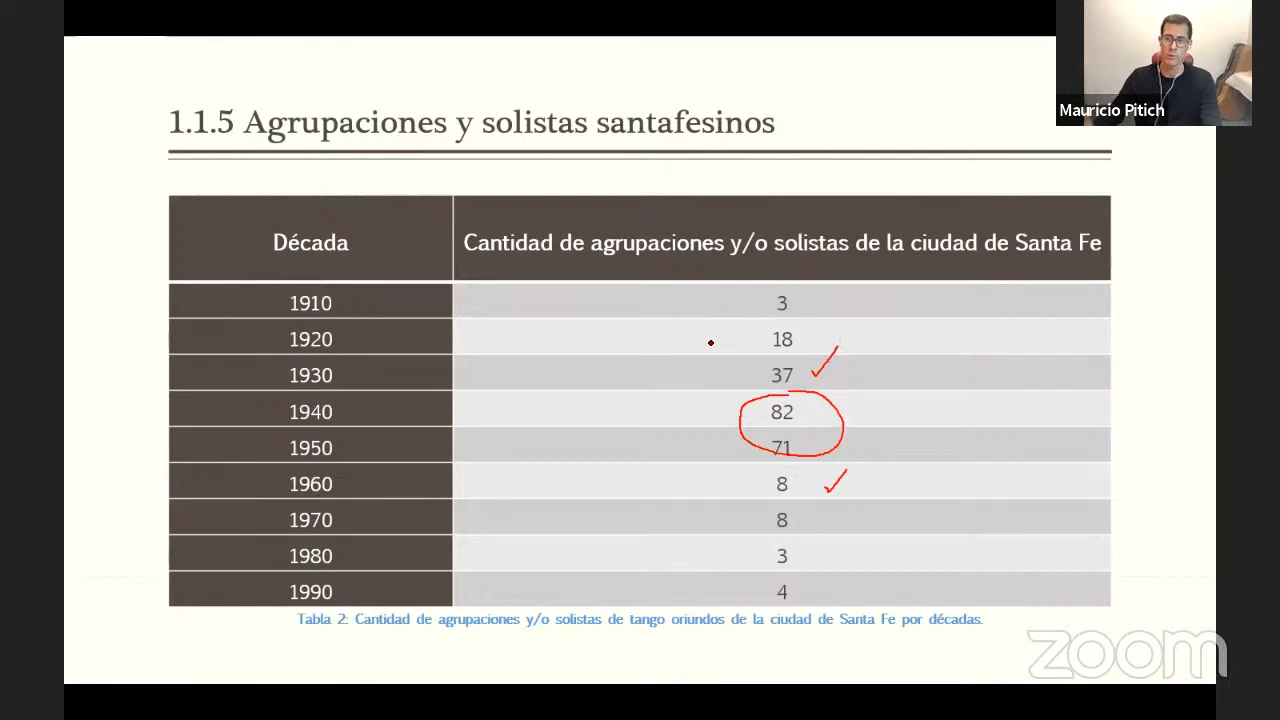 Mauricio Pitich
1.1.5 Agrupaciones y solistas santafesinos
Década Cantidad de agrupaciones y/o solistas de la ciudad de Santa Fe
1910 3
1920 18
1930 37
1940 82
1950 71
1960 8
1970 8
1980 3
1990 4
Tabla 2: Cantidad de agrupaciones y/o solistas de tango oriundos de la ciudad de Santa Fe por décadas.
zoom